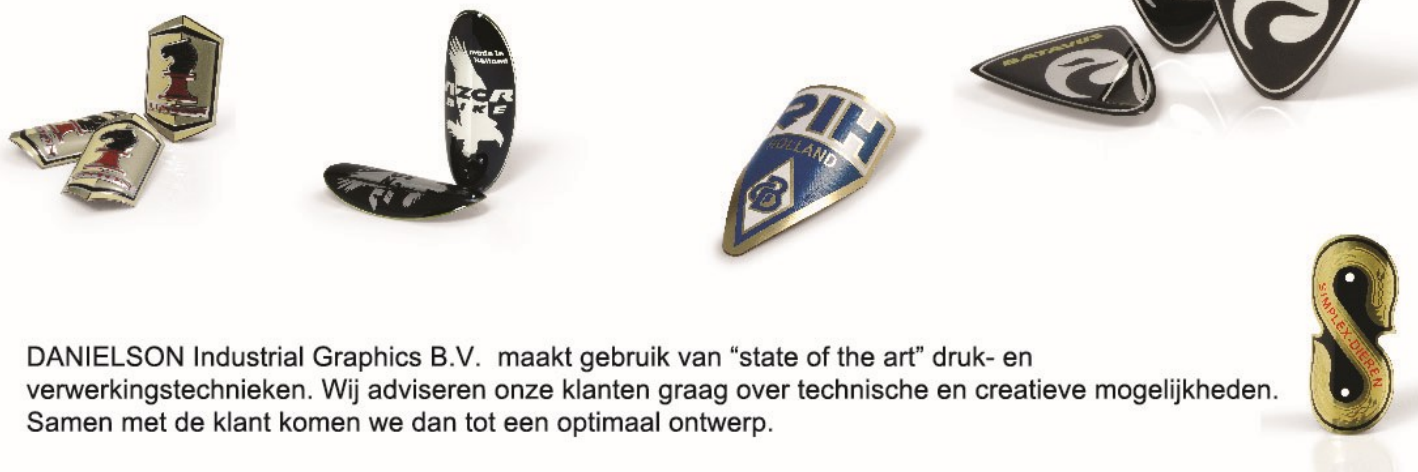 made in
holland
BIKE
HOLLAND
BATAVUS
SIMPLEX-DIEREN
DANIELSON Industrial Graphics B.V.  maakt gebruik van “state of the art” druk- en
verwerkingstechnieken. Wij adviseren onze klanten graag over technische en creatieve mogelijkheden.
Samen met de klant komen we dan tot een optimaal ontwerp.